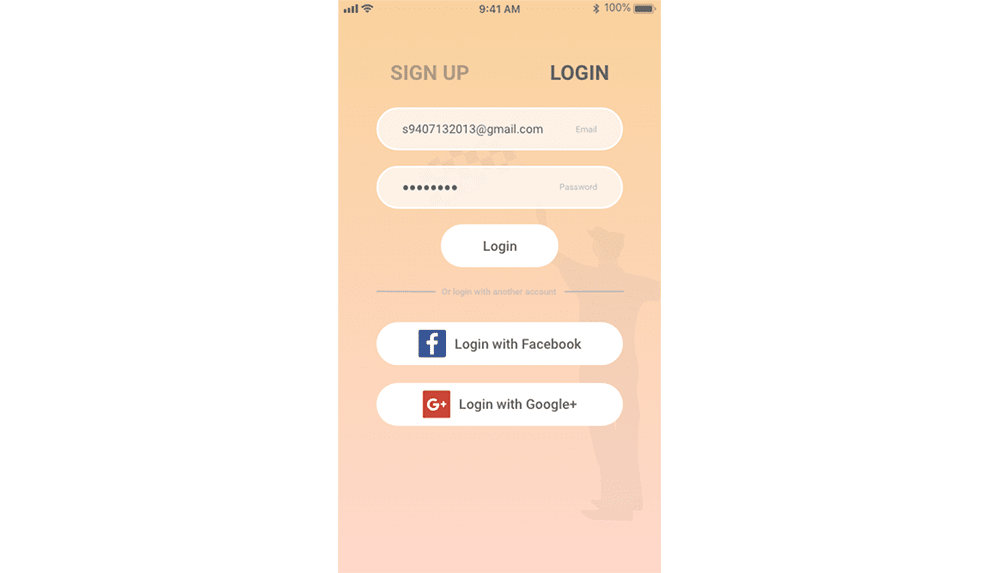 9:41 AM 100%
SIGN UP LOGIN
s9407132013@gmail.com Email
•••••••• Password
Login
Or login with another account
f Login with Facebook
G+ Login with Google+